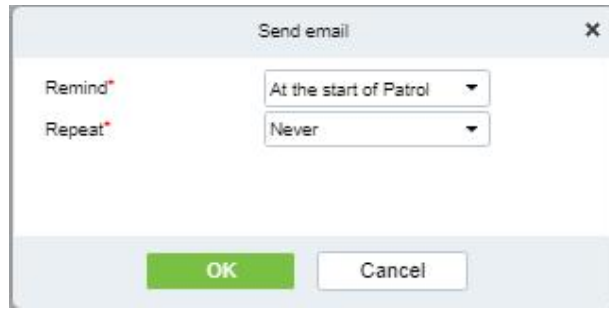 Send email
Remind* At the start of Patrol
Repeat* Never
OK Cancel